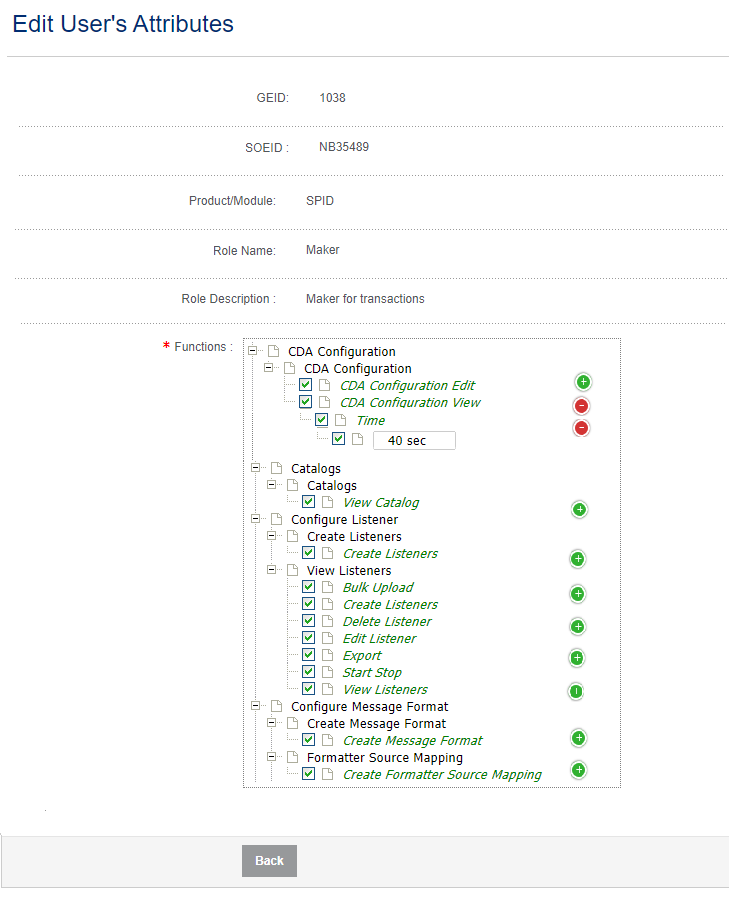 Edit User's Attributes
GEID: 1038
SOEID : NB35489
Product/Module: SPID
Role Name: Maker
Role Description : Maker for transactions
* Functions :
CDA Configuration
CDA Configuration
CDA Configuration Edit
CDA Configuration View
Time
40 sec
Catalogs
Catalogs
View Catalog
Configure Listener
Create Listeners
Create Listeners
View Listeners
Bulk Upload
Create Listeners
Delete Listener
Edit Listener
Export
Start Stop
View Listeners
Configure Message Format
Create Message Format
Create Message Format
Formatter Source Mapping
Create Formatter Source Mapping
Back